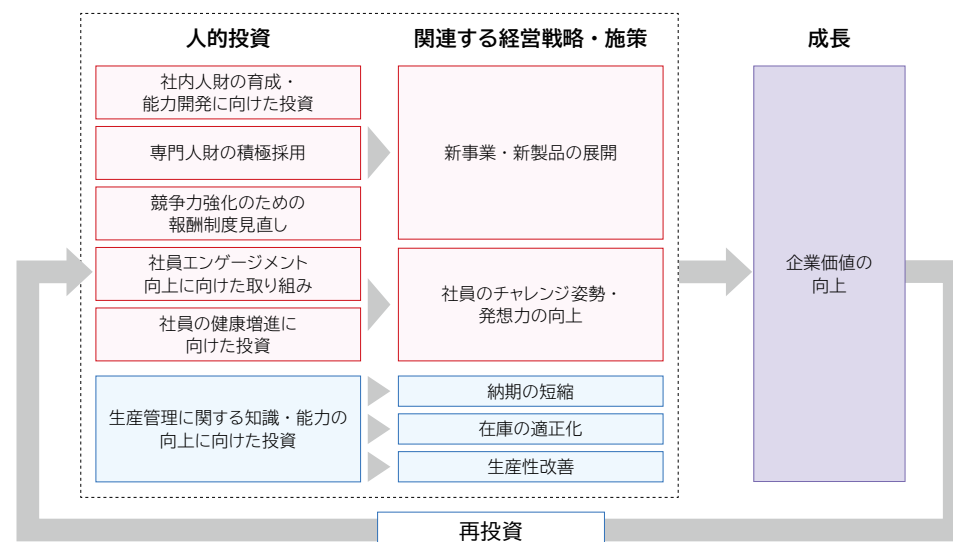 人的投資
関連する経営戦略・施策
成長
社内人財の育成・
能力開発に向けた投資
専門人財の積極採用
競争力強化のための
報酬制度見直し
社員エンゲージメント
向上に向けた取り組み
社員の健康増進に
向けた投資
生産管理に関する知識・能力の
向上に向けた投資
新事業・新製品の展開
社員のチャレンジ姿勢・
発想力の向上
納期の短縮
在庫の適正化
生産性改善
企業価値の
向上
再投資